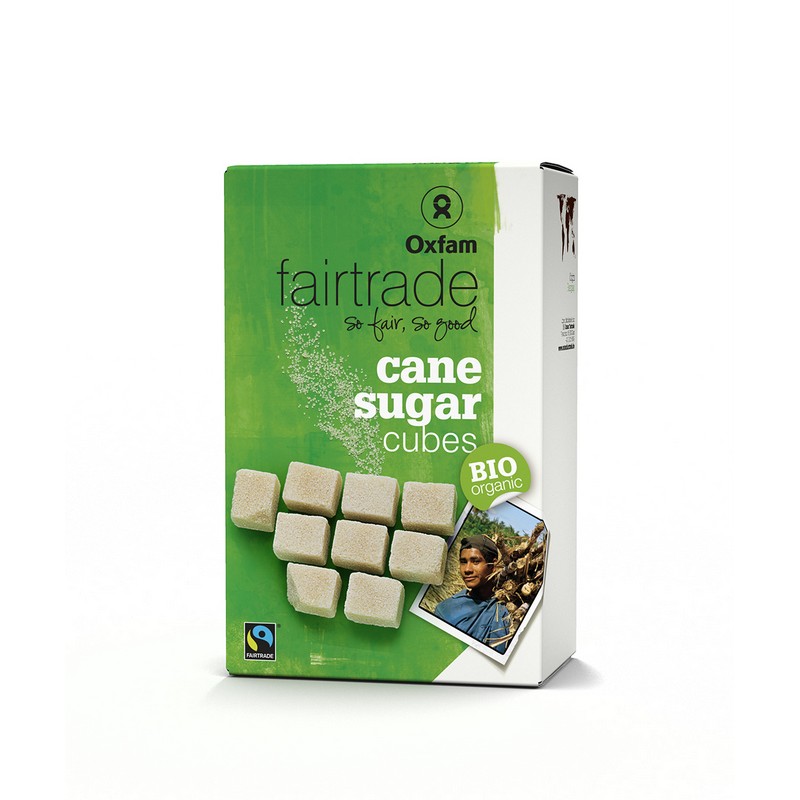 Oxfam
fairtrade
so fair, so good
cane
sugar
cubes
BIO
organic
FAIRTRADE